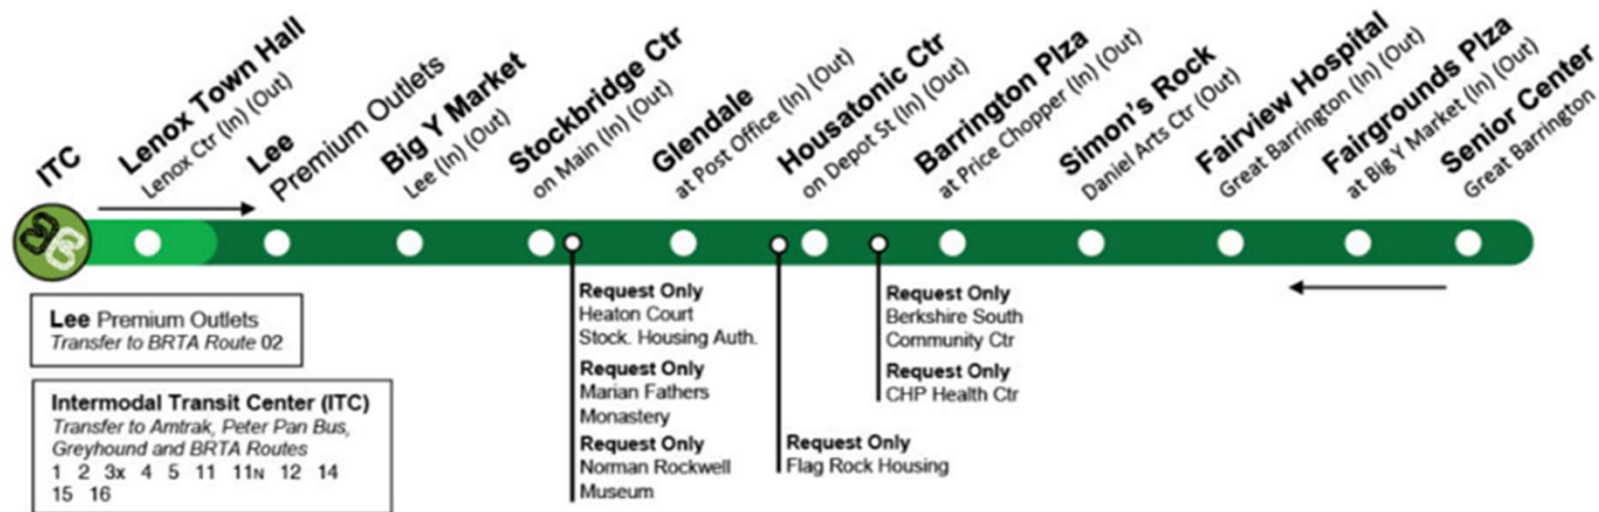 ITC
Lenox Town Hall
Lenox Ctr (In) (Out)
Lee
Premium Outlets
Big Y Market
Lee (In) (Out)
Stockbridge Ctr
on Main (In) (Out)
Glendale
at Post Office (In) (Out)
Housatonic Ctr
on Depot St (In) (Out)
Barrington Plza
at Price Chopper (In) (Out)
Simon's Rock
Daniel Arts Ctr (Out)
Fairview Hospital
Great Barrington (In) (Out)
Fairgrounds Plza
at Big Y Market (In) (Out)
Senior Center
Great Barrington
Lee Premium Outlets
Transfer to BRTA Route 02
Intermodal Transit Center (ITC)
Transfer to Amtrak, Peter Pan Bus,
Greyhound and BRTA Routes
1 2 3x 4 5 11 11N 12 14
15 16
Request Only
Heaton Court
Stock. Housing Auth.
Request Only
Marian Fathers
Monastery
Request Only
Norman Rockwell
Museum
Request Only
Flag Rock Housing
Request Only
Berkshire South
Community Ctr
Request Only
CHP Health Ctr